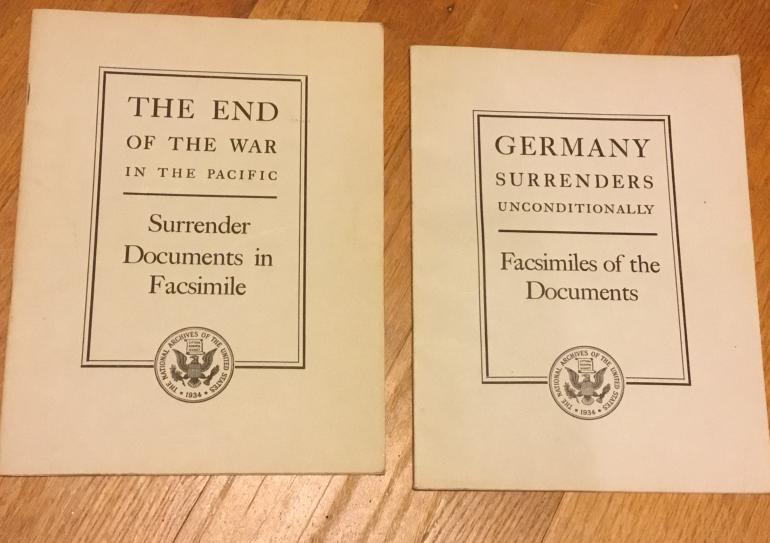 THE END
OF THE WAR
IN THE PACIFIC
Surrender
Documents in
Facsimile
THE NATIONAL ARCHIVES OF THE UNITED STATES
• 1934 •
GERMANY
SURRENDERS
UNCONDITIONALLY
Facsimiles of the
Documents
THE NATIONAL ARCHIVES OF THE UNITED STATES
• 1934 •